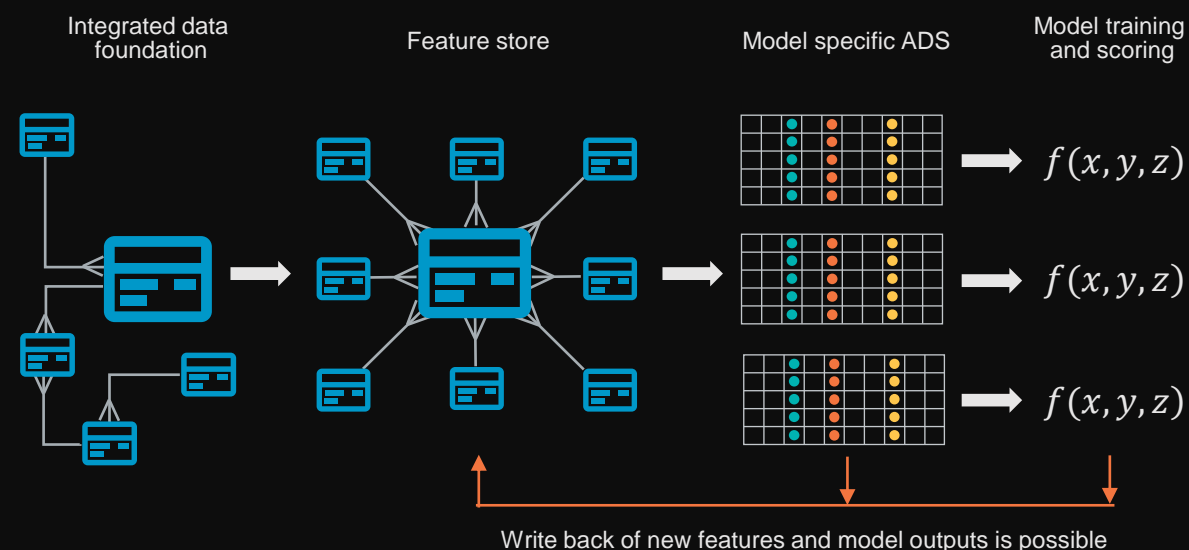 Integrated data
foundation
Feature store
Model specific ADS
Model training
and scoring
f(x, y, z)
f(x, y, z)
f(x, y, z)
Write back of new features and model outputs is possible